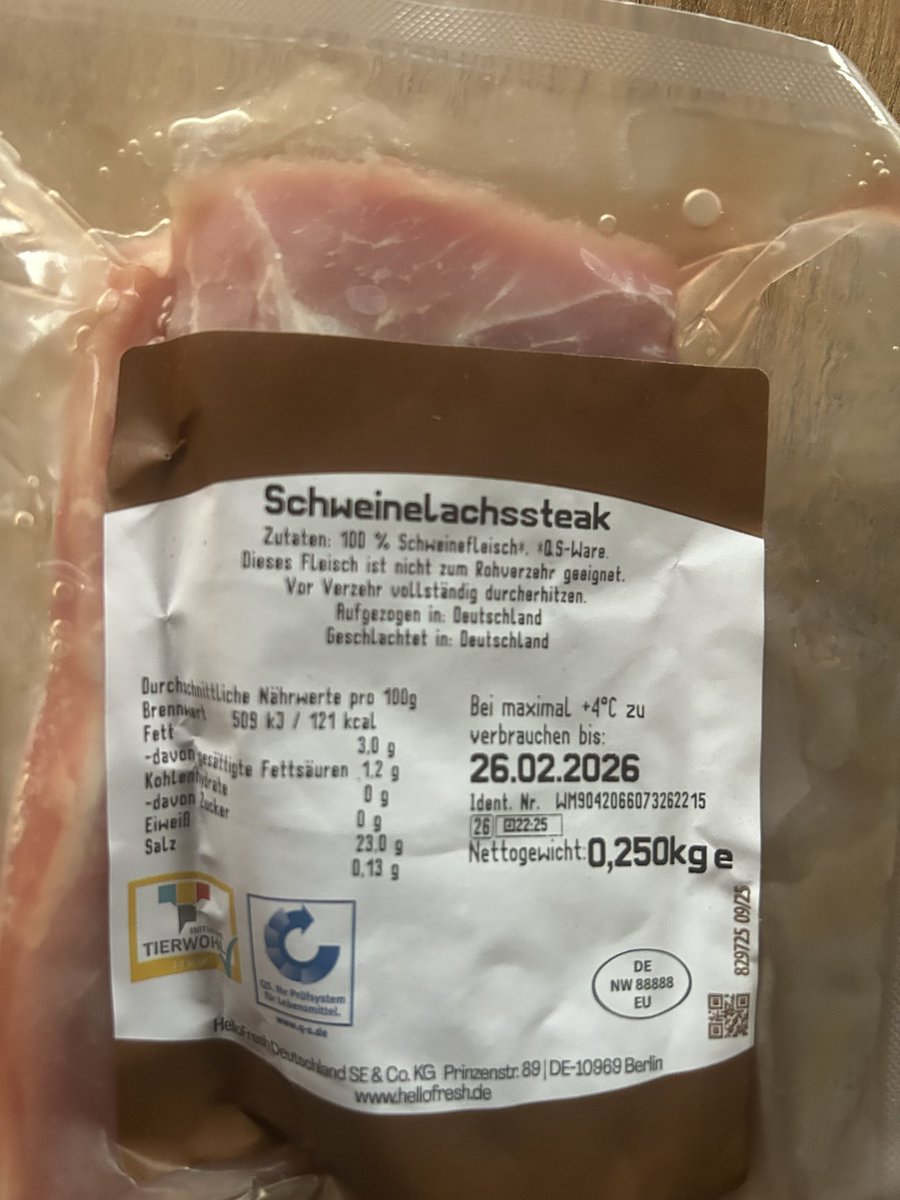 Schweinelachssteak
Zutaten: 100 % Schweinefleisch*. *QS-Ware.
Dieses Fleisch ist nicht zum Rohverzehr geeignet.
Vor Verzehr vollständig durcherhitzen.
Aufgezogen in: Deutschland
Geschlachtet in: Deutschland
Durchschnittliche Nährwerte pro 100g
Brennwert 509 kJ / 121 kcal
Fett 3,0 g
-davon gesättigte Fettsäuren 1,2 g
Kohlenhydrate 0 g
-davon Zucker 0 g
Eiweiß 23,0 g
Salz 0,13 g
Bei maximal +4°C zu
verbrauchen bis:
26.02.2026
Ident. Nr. WM9042066073262215
26 22:25
Nettogewicht: 0,250kg e
829725 09/25
TIERWOHL
QS. Ihr Prüfsystem
für Lebensmittel.
www.q-s.de
DE
NW 88888
EU
HelloFresh Deutschland SE & Co. KG Prinzenstr. 89 | DE-10969 Berlin
www.hellofresh.de